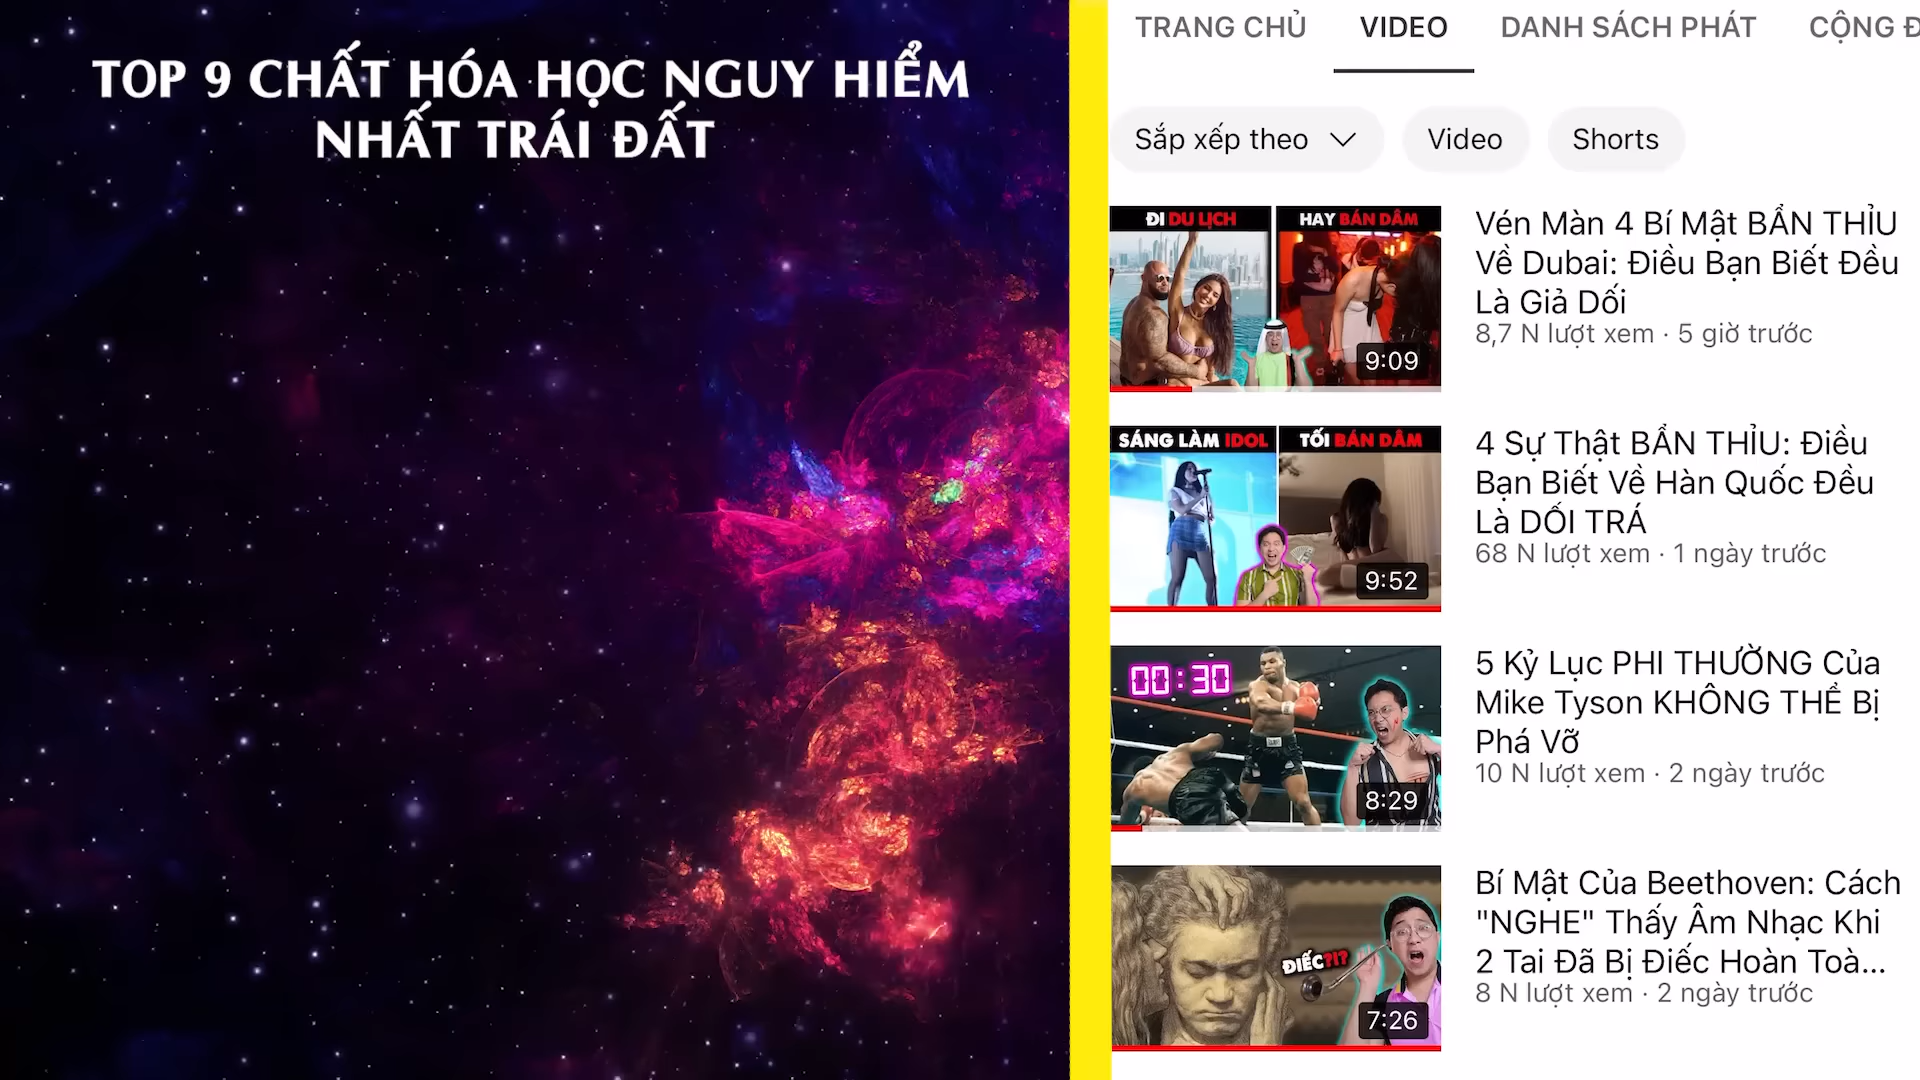 TOP 9 CHẤT HÓA HỌC NGUY HIỂM
NHẤT TRÁI ĐẤT
TRANG CHỦ VIDEO DANH SÁCH PHÁT CỘNG Đ
Sắp xếp theo Video Shorts
ĐI DU LỊCH HAY BÁN DÂM
9:09
Vén Màn 4 Bí Mật BẨN THỈU
Về Dubai: Điều Bạn Biết Đều
Là Giả Dối
8,7 N lượt xem · 5 giờ trước
SÁNG LÀM IDOL TỐI BÁN DÂM
9:52
4 Sự Thật BẨN THỈU: Điều
Bạn Biết Về Hàn Quốc Đều
Là DỐI TRÁ
68 N lượt xem · 1 ngày trước
00:30
8:29
5 Kỷ Lục PHI THƯỜNG Của
Mike Tyson KHÔNG THỂ Bị
Phá Vỡ
10 N lượt xem · 2 ngày trước
ĐIẾC?!?
7:26
Bí Mật Của Beethoven: Cách
"NGHE" Thấy Âm Nhạc Khi
2 Tai Đã Bị Điếc Hoàn Toà...
8 N lượt xem · 2 ngày trước